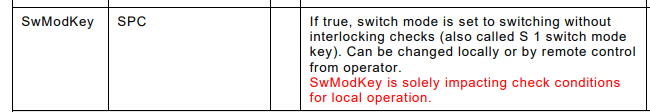 SwModKey SPC If true, switch mode is set to switching without
interlocking checks (also called S 1 switch mode
key). Can be changed locally or by remote control
from operator.
SwModKey is solely impacting check conditions
for local operation.